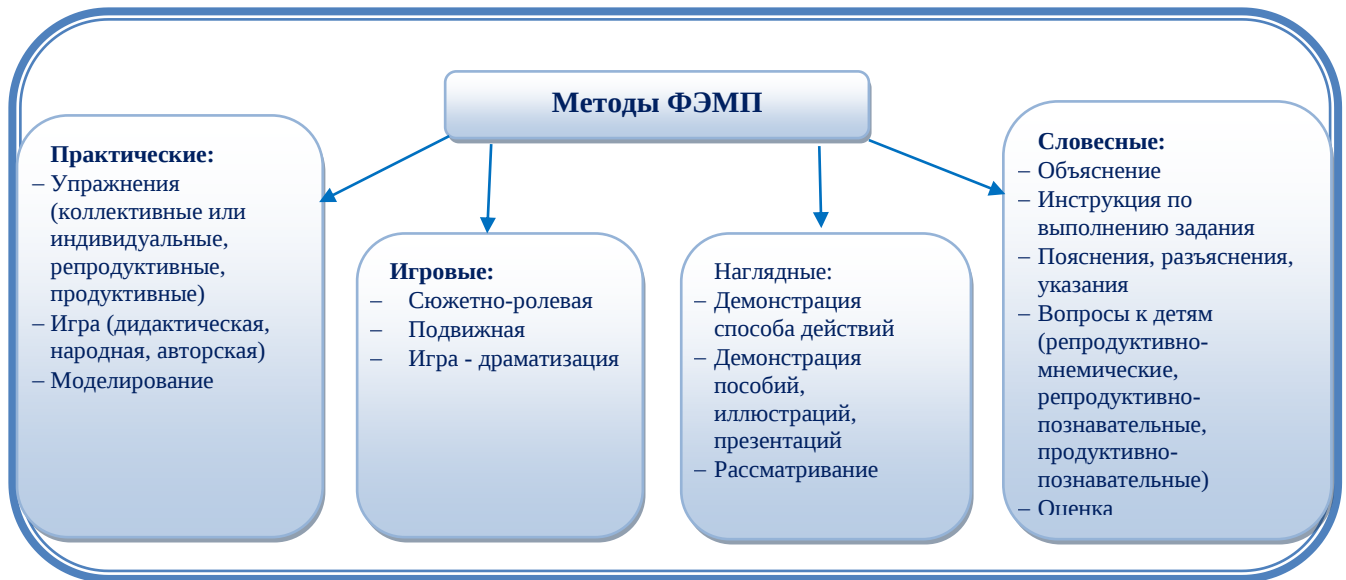 Методы ФЭМП
Практические:
– Упражнения
(коллективные или
индивидуальные,
репродуктивные,
продуктивные)
– Игра (дидактическая,
народная, авторская)
– Моделирование
Игровые:
– Сюжетно-ролевая
– Подвижная
– Игра - драматизация
Наглядные:
– Демонстрация
способа действий
– Демонстрация
пособий,
иллюстраций,
презентаций
– Рассматривание
Словесные:
– Объяснение
– Инструкция по
выполнению задания
– Пояснения, разъяснения,
указания
– Вопросы к детям
(репродуктивно-
мнемические,
репродуктивно-
познавательные,
продуктивно-
познавательные)
– Оценка